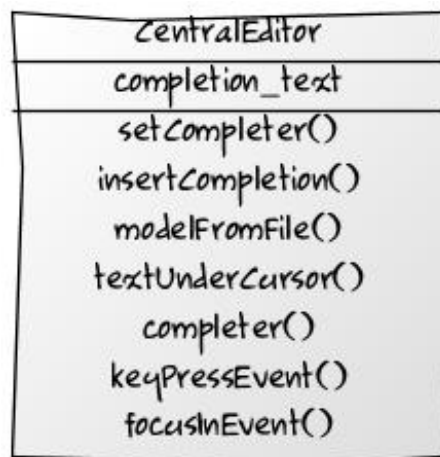 CentralEditor
completion_text
setCompleter()
insertCompletion()
modelFromFile()
textUnderCursor()
completer()
keyPressEvent()
focusInEvent()